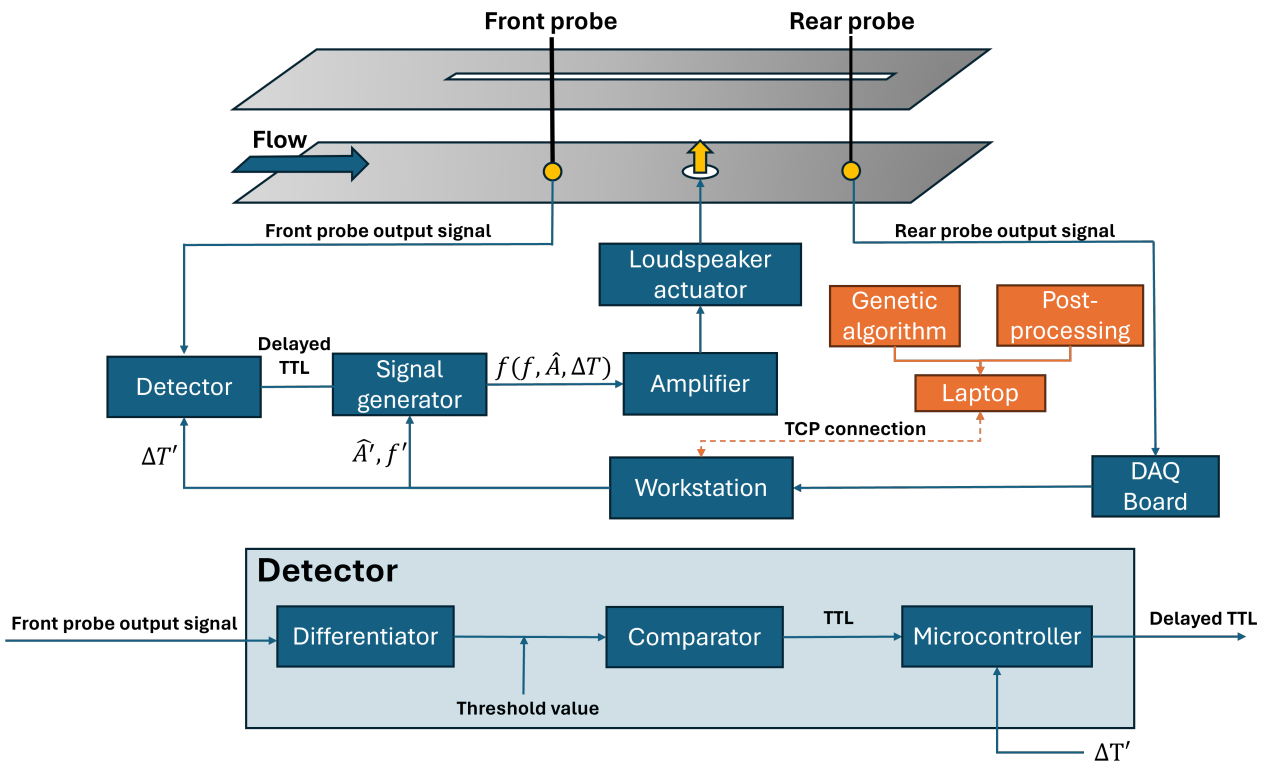 Front probe
Rear probe
Flow
Front probe output signal
Rear probe output signal
Loudspeaker
actuator
Genetic
algorithm
Post-
processing
Delayed
TTL
Detector
Signal
generator
f(f, Â, ΔT)
Amplifier
Laptop
TCP connection
ΔT′
Â′, f′
Workstation
DAQ
Board
Detector
Front probe output signal
Differentiator
Comparator
TTL
Microcontroller
Delayed TTL
Threshold value
ΔT′